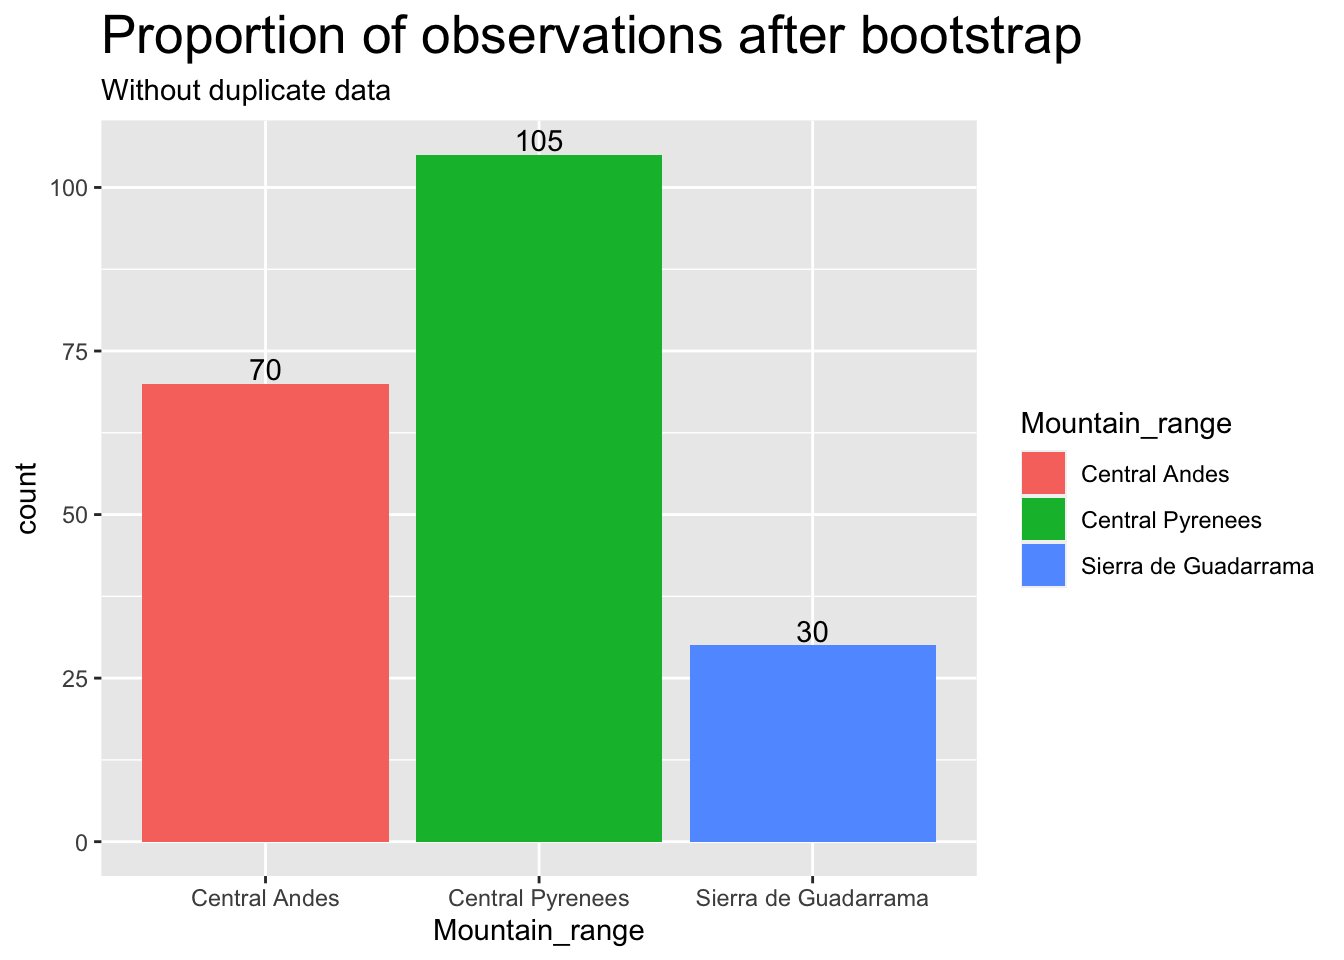 Proportion of observations after bootstrap
Without duplicate data
105
100
75
70
50
30
25
0
count
Central Andes
Central Pyrenees
Sierra de Guadarrama
Mountain_range
Mountain_range
Central Andes
Central Pyrenees
Sierra de Guadarrama